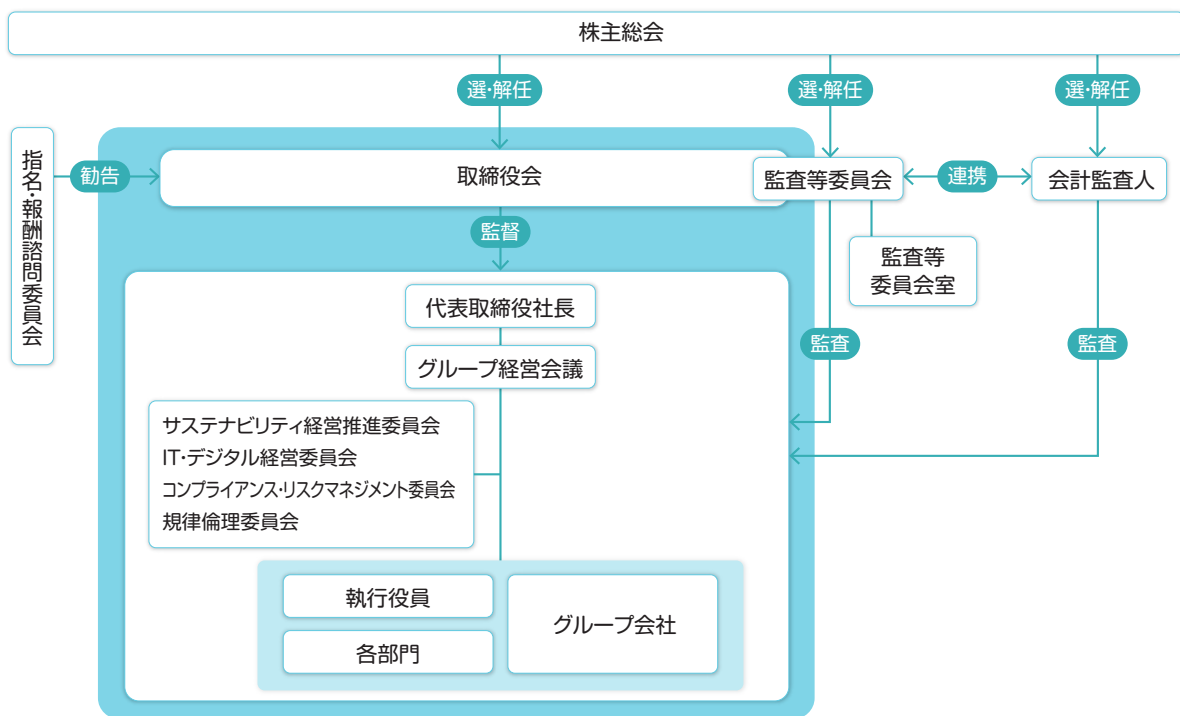 株主総会
選・解任
選・解任
選・解任
指名・報酬諮問委員会
勧告
取締役会
監査等委員会
連携
会計監査人
監督
監査等
委員会室
代表取締役社長
監査
監査
グループ経営会議
サステナビリティ経営推進委員会
IT・デジタル経営委員会
コンプライアンス・リスクマネジメント委員会
規律倫理委員会
執行役員
グループ会社
各部門